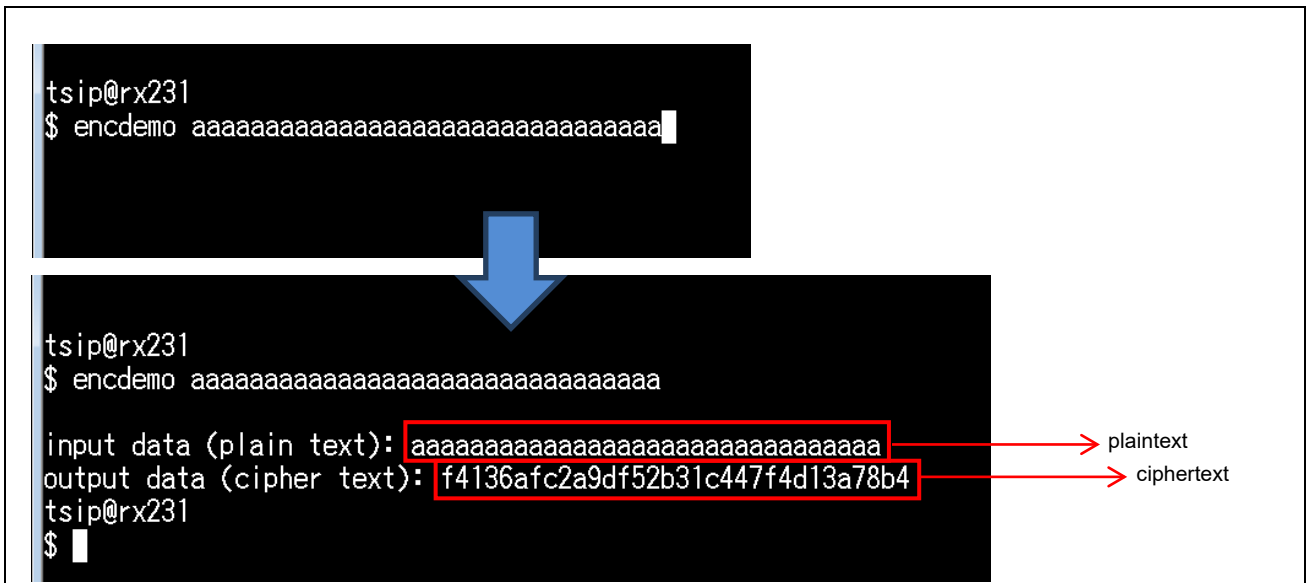 tsip@rx231
$ encdemo aaaaaaaaaaaaaaaaaaaaaaaaaaaaaaaa
tsip@rx231
$ encdemo aaaaaaaaaaaaaaaaaaaaaaaaaaaaaaaa
input data (plain text): aaaaaaaaaaaaaaaaaaaaaaaaaaaaaaaa plaintext
output data (cipher text): f4136afc2a9df52b31c447f4d13a78b4 ciphertext
tsip@rx231
$